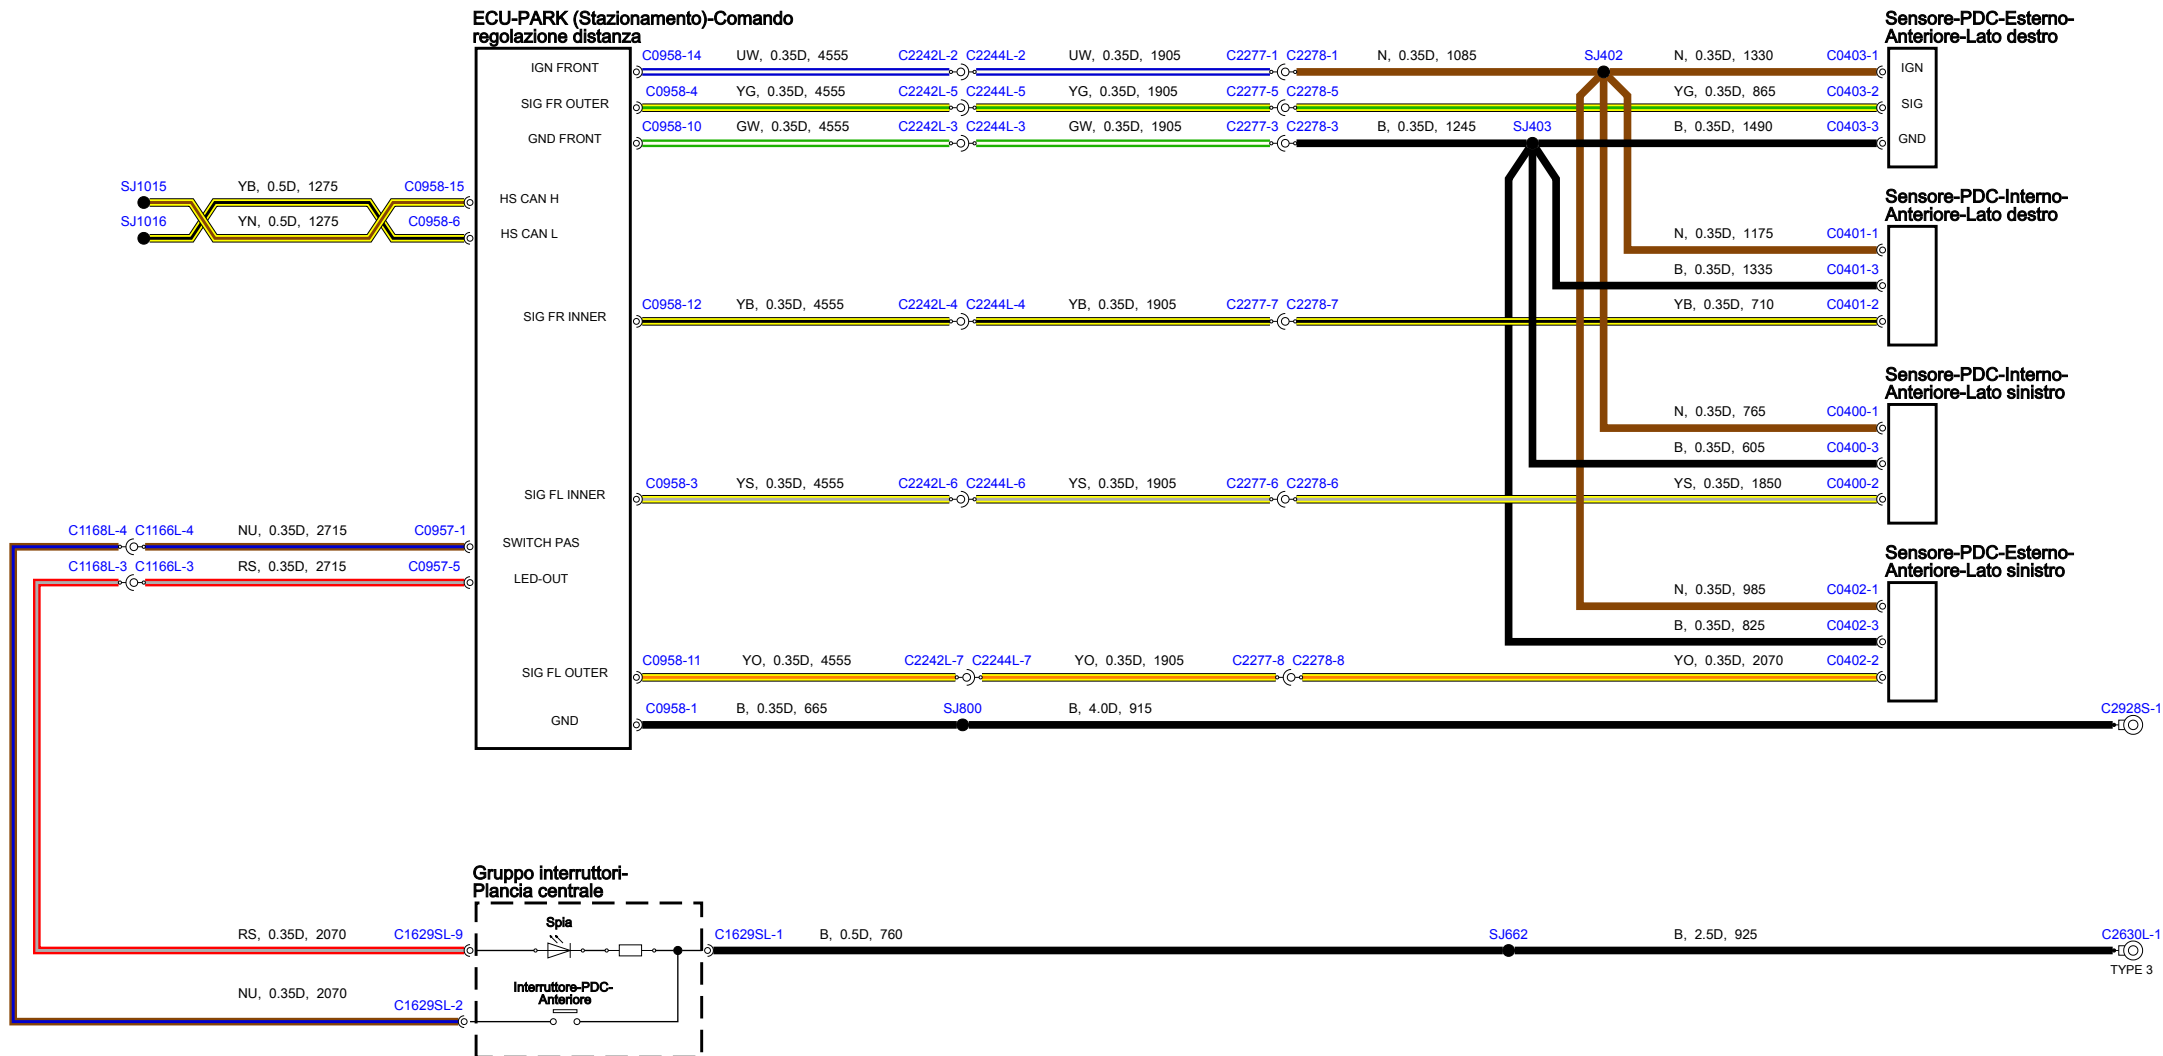 ECU-PARK (Stazionamento)-Comando
regolazione distanza
Sensore-PDC-Esterno-
Anteriore-Lato destro
IGN FRONT
C0958-14 UW, 0.35D, 4555 C2242L-2 C2244L-2 UW, 0.35D, 1905 C2277-1 C2278-1 N, 0.35D, 1085 SJ402 N, 0.35D, 1330 C0403-1
IGN
SIG FR OUTER
C0958-4 YG, 0.35D, 4555 C2242L-5 C2244L-5 YG, 0.35D, 1905 C2277-5 C2278-5 YG, 0.35D, 865 C0403-2
SIG
GND FRONT
C0958-10 GW, 0.35D, 4555 C2242L-3 C2244L-3 GW, 0.35D, 1905 C2277-3 C2278-3 B, 0.35D, 1245 SJ403 B, 0.35D, 1490 C0403-3
GND
SJ1015 YB, 0.5D, 1275 C0958-15
HS CAN H
SJ1016 YN, 0.5D, 1275 C0958-6
HS CAN L
Sensore-PDC-Interno-
Anteriore-Lato destro
N, 0.35D, 1175 C0401-1
B, 0.35D, 1335 C0401-3
SIG FR INNER
C0958-12 YB, 0.35D, 4555 C2242L-4 C2244L-4 YB, 0.35D, 1905 C2277-7 C2278-7 YB, 0.35D, 710 C0401-2
Sensore-PDC-Interno-
Anteriore-Lato sinistro
N, 0.35D, 765 C0400-1
B, 0.35D, 605 C0400-3
SIG FL INNER
C0958-3 YS, 0.35D, 4555 C2242L-6 C2244L-6 YS, 0.35D, 1905 C2277-6 C2278-6 YS, 0.35D, 1850 C0400-2
C1168L-4 C1166L-4 NU, 0.35D, 2715 C0957-1
SWITCH PAS
C1168L-3 C1166L-3 RS, 0.35D, 2715 C0957-5
LED-OUT
Sensore-PDC-Esterno-
Anteriore-Lato sinistro
N, 0.35D, 985 C0402-1
B, 0.35D, 825 C0402-3
SIG FL OUTER
C0958-11 YO, 0.35D, 4555 C2242L-7 C2244L-7 YO, 0.35D, 1905 C2277-8 C2278-8 YO, 0.35D, 2070 C0402-2
GND
C0958-1 B, 0.35D, 665 SJ800 B, 4.0D, 915 C2928S-1
Gruppo interruttori-
Plancia centrale
Spia
RS, 0.35D, 2070 C1629SL-9
C1629SL-1 B, 0.5D, 760 SJ662 B, 2.5D, 925 C2630L-1
TYPE 3
Interruttore-PDC-
Anteriore
NU, 0.35D, 2070 C1629SL-2